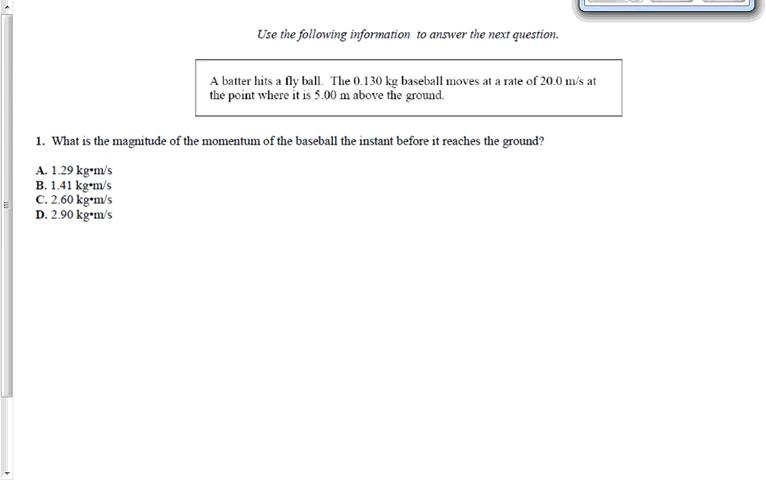 Use the following information to answer the next question.
A batter hits a fly ball. The 0.130 kg baseball moves at a rate of 20.0 m/s at
the point where it is 5.00 m above the ground.
1. What is the magnitude of the momentum of the baseball the instant before it reaches the ground?
A. 1.29 kg•m/s
B. 1.41 kg•m/s
C. 2.60 kg•m/s
D. 2.90 kg•m/s